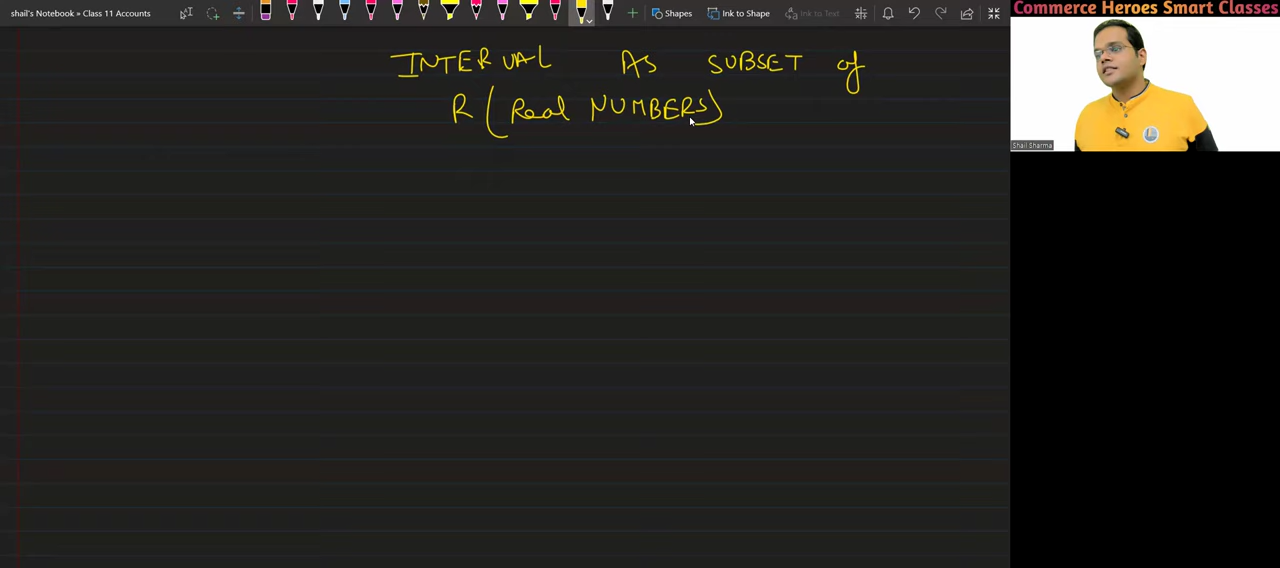 shail's Notebook » Class 11 Accounts
Shapes
Ink to Shape
Ink to Text
Commerce Heroes Smart Classes
INTERVAL AS SUBSET of
R (Real NUMBERS)
Shail Sharma